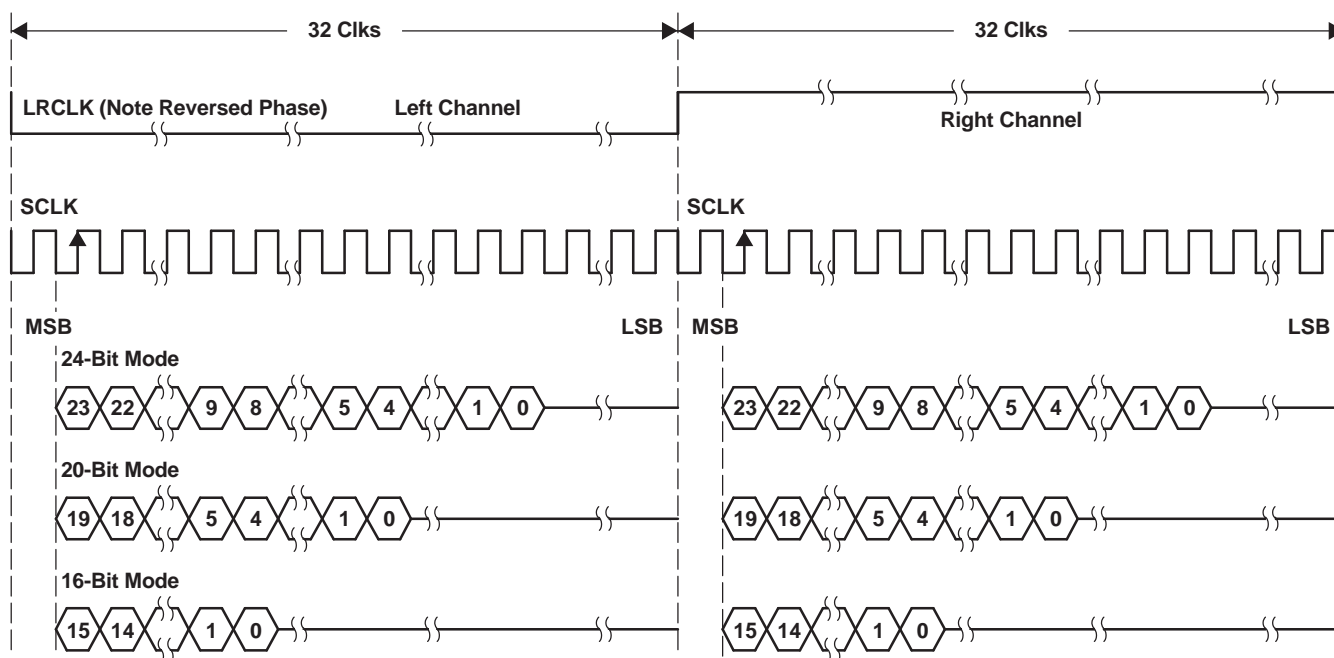 32 Clks 32 Clks
LRCLK (Note Reversed Phase) Left Channel
Right Channel
SCLK SCLK
MSB LSB MSB LSB
24-Bit Mode
23 22 9 8 5 4 1 0 23 22 9 8 5 4 1 0
20-Bit Mode
19 18 5 4 1 0 19 18 5 4 1 0
16-Bit Mode
15 14 1 0 15 14 1 0